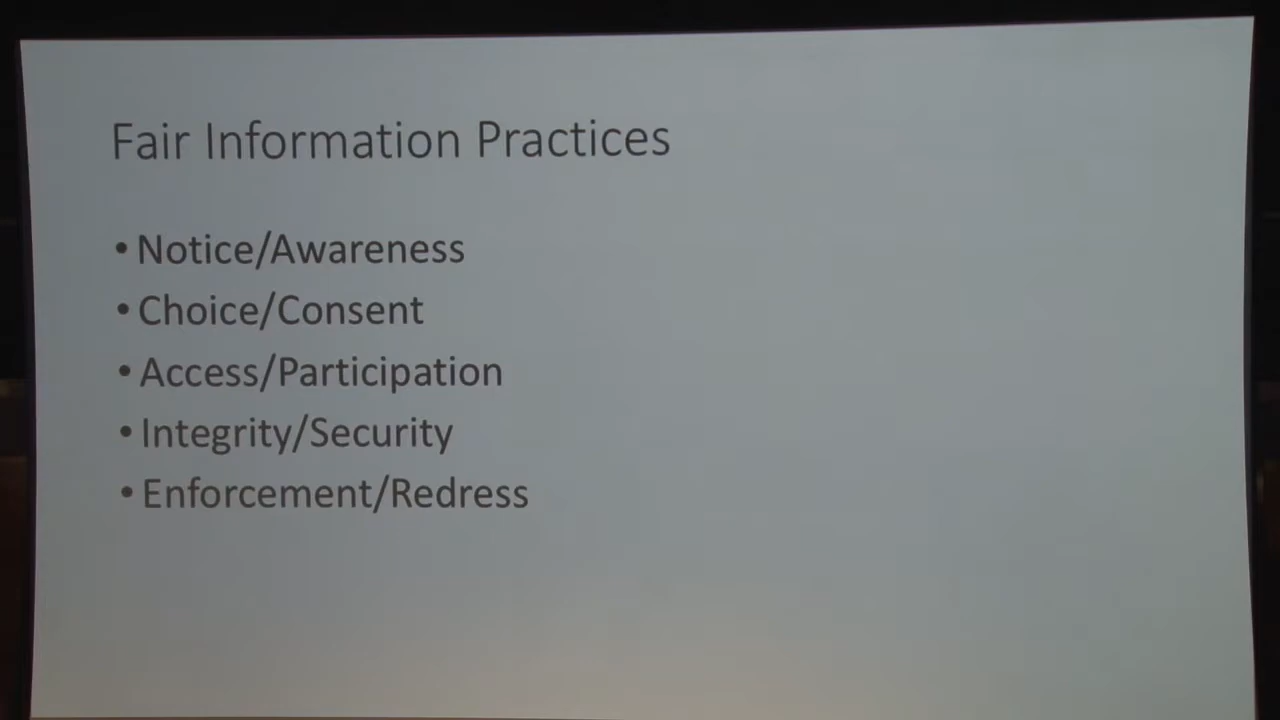 Fair Information Practices
• Notice/Awareness
• Choice/Consent
• Access/Participation
• Integrity/Security
• Enforcement/Redress